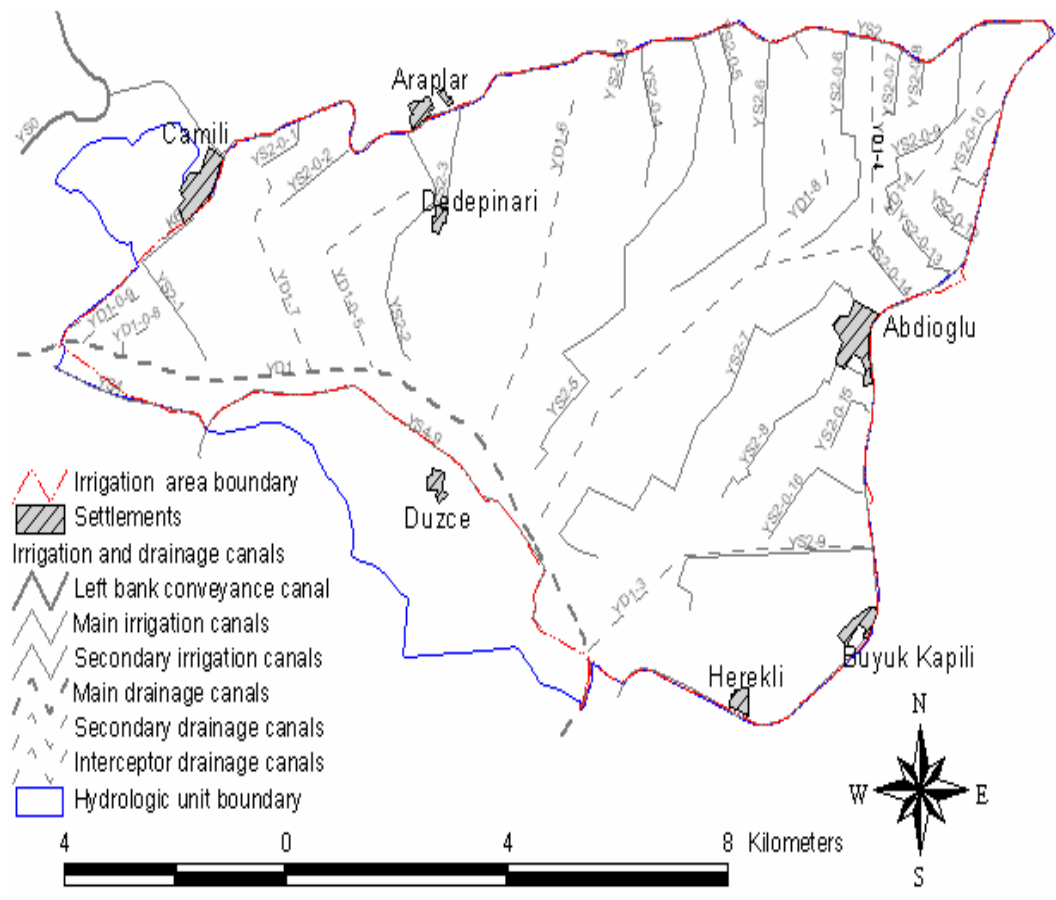 YS2
YS2-0-3
YS2-0-5
YS2-0-6
YS2-0-7
YS2-0-8
Araplar
YS2-0-4
YS2-6
YS0
Camili
YS2-0-1
YD1-6
YD1-4
YS2-0-9
YS2-0-10
YS2-0-2
Dedepinari
YD1-8
YS2-0-13
YS2-1
YS2-0-14
YD1-0-9
YD1-0-8
YD1-7
YD1-0-5
YS2-2
Abdioglu
YS2-7
YD1
YS2-5
YS4-9
YS2-8
YS2-0-15
Irrigation area boundary
Settlements
Duzce
YS2-0-16
Irrigation and drainage canals
YS2-9
Left bank conveyance canal
YD1-3
Main irrigation canals
Secondary irrigation canals
Buyuk Kapili
Main drainage canals
Herekli
Secondary drainage canals
Interceptor drainage canals
Hydrologic unit boundary
N
W
E
S
4 0 4 8 Kilometers